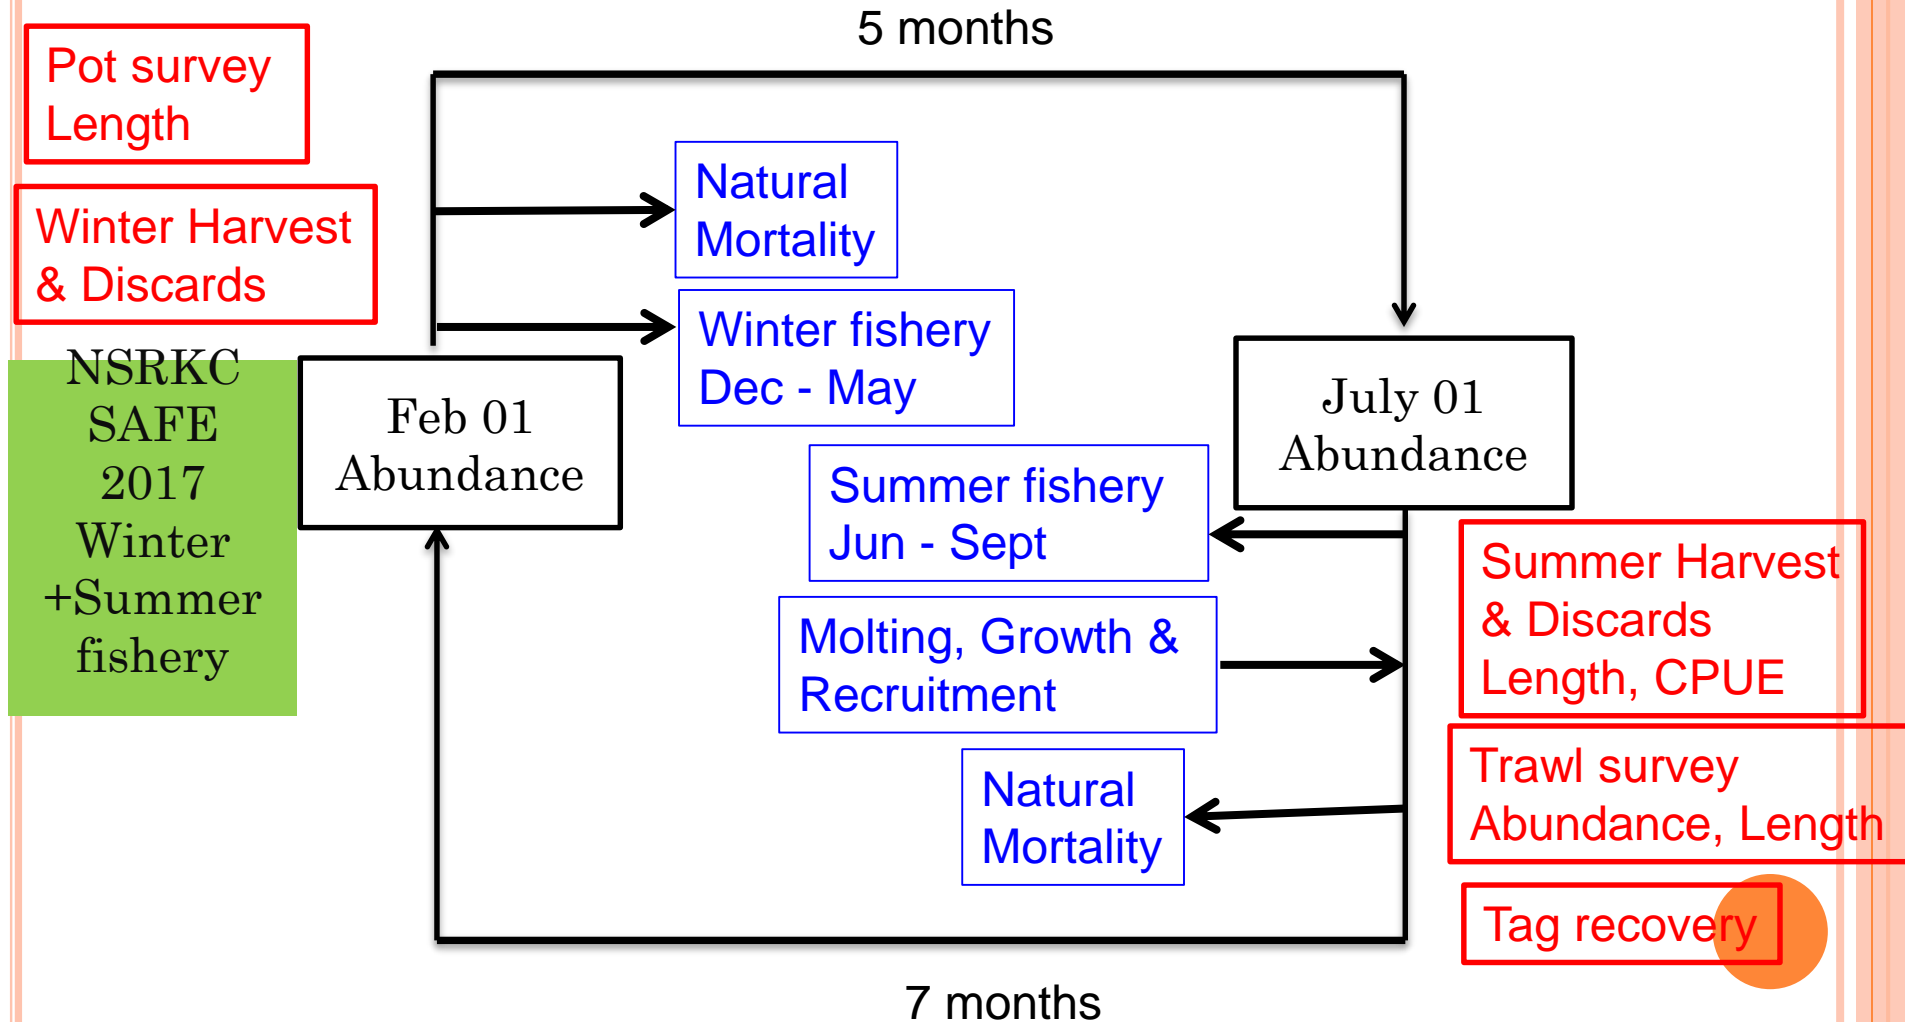 5 months
Pot survey
Length
Winter Harvest
& Discards
Natural
Mortality
Winter fishery
Dec - May
NSRKC
SAFE
2017
Winter
+Summer
fishery
Feb 01
Abundance
July 01
Abundance
Summer fishery
Jun - Sept
Molting, Growth &
Recruitment
Natural
Mortality
Summer Harvest
& Discards
Length, CPUE
Trawl survey
Abundance, Length
Tag recovery
7 months